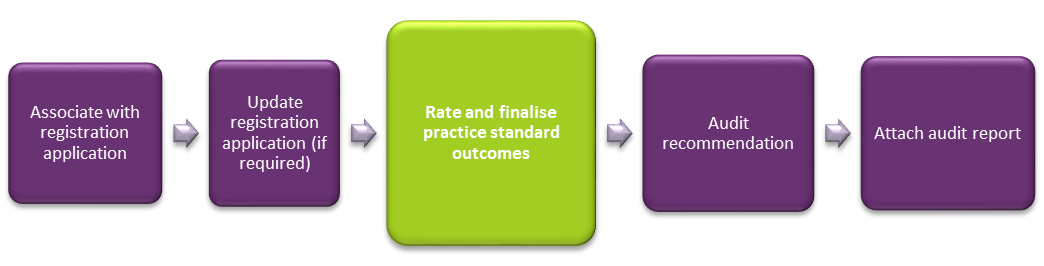 Associate with
registration
application
Update
registration
application (if
required)
Rate and finalise
practice standard
outcomes
Audit
recommendation
Attach audit report